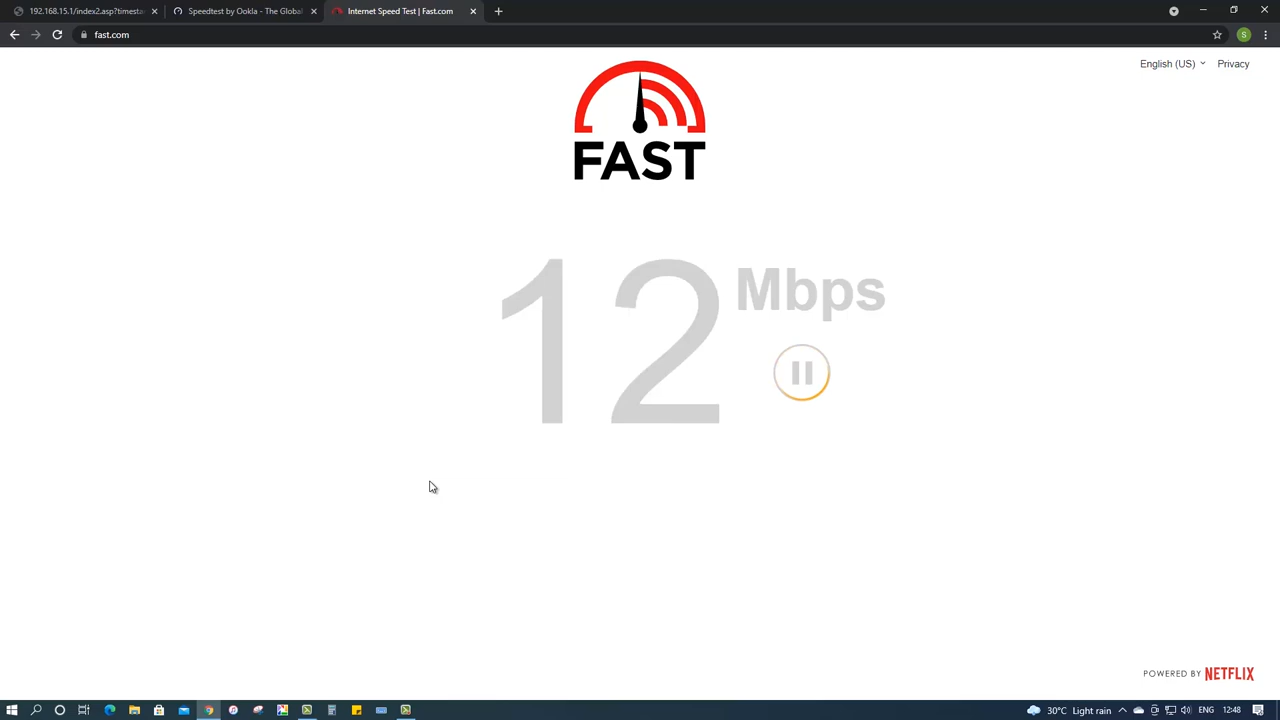 192.168.15.1/index2.asp?timesta
Speedtest by Ookla - The Global
Internet Speed Test | Fast.com
fast.com
S
English (US)
Privacy
FAST
12 Mbps
POWERED BY NETFLIX
30°C Light rain
ENG
12:48